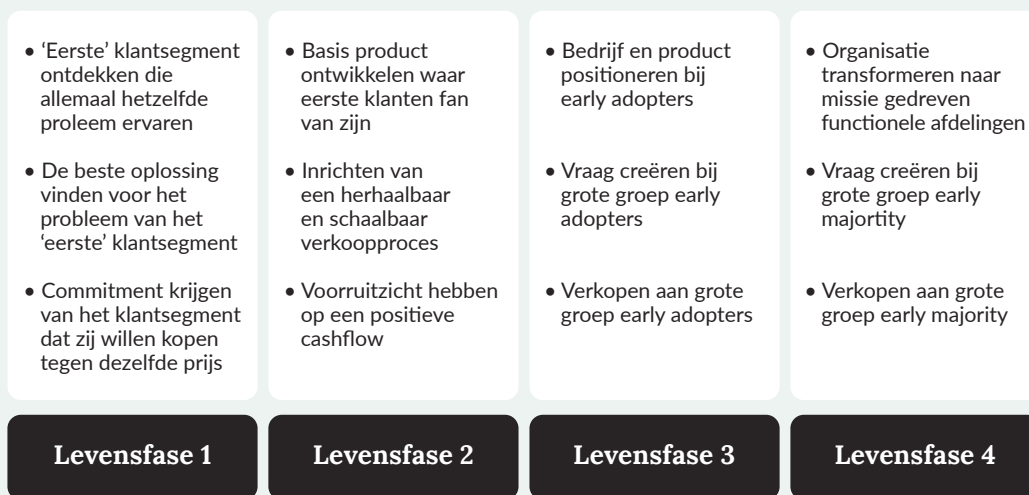 • ‘Eerste’ klantsegment
ontdekken die
allemaal hetzelfde
proleem ervaren
• De beste oplossing
vinden voor het
probleem van het
‘eerste’ klantsegment
• Commitment krijgen
van het klantsegment
dat zij willen kopen
tegen dezelfde prijs
Levensfase 1
• Basis product
ontwikkelen waar
eerste klanten fan
van zijn
• Inrichten van
een herhaalbaar
en schaalbaar
verkoopproces
• Voorruitzicht hebben
op een positieve
cashflow
Levensfase 2
• Bedrijf en product
positioneren bij
early adopters
• Vraag creëren bij
grote groep early
adopters
• Verkopen aan grote
groep early adopters
Levensfase 3
• Organisatie
transformeren naar
missie gedreven
functionele afdelingen
• Vraag creëren bij
grote groep early
majortity
• Verkopen aan grote
groep early majority
Levensfase 4